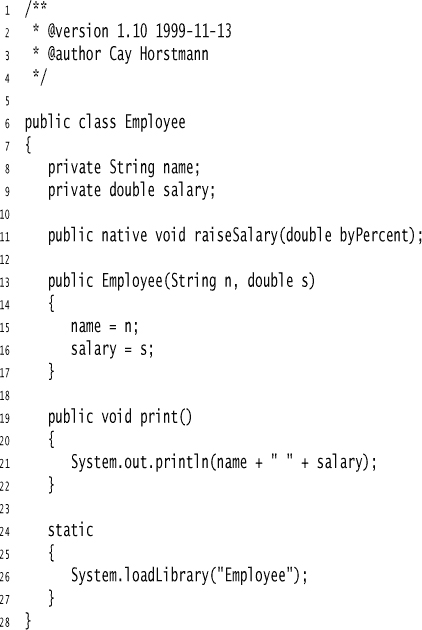 1 /**
2 * @version 1.10 1999-11-13
3 * @author Cay Horstmann
4 */
5
6 public class Employee
7 {
8 private String name;
9 private double salary;
10
11 public native void raiseSalary(double byPercent);
12
13 public Employee(String n, double s)
14 {
15 name = n;
16 salary = s;
17 }
18
19 public void print()
20 {
21 System.out.println(name + " " + salary);
22 }
23
24 static
25 {
26 System.loadLibrary("Employee");
27 }
28 }